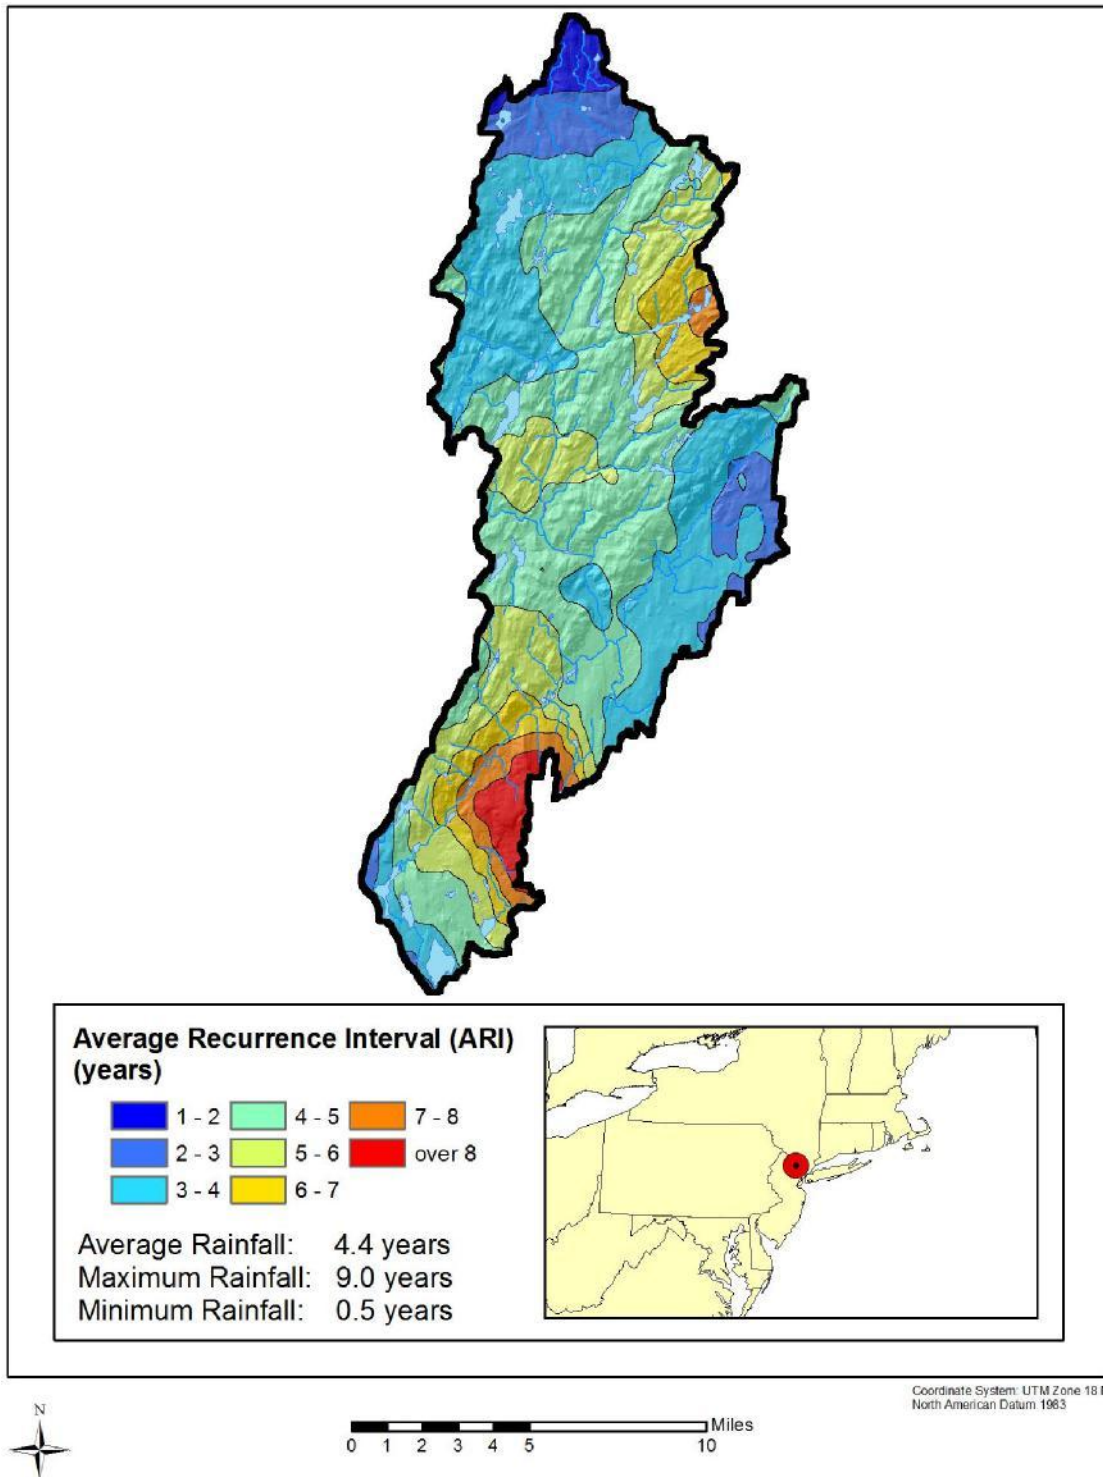 Average Recurrence Interval (ARI)
(years)
1 - 2
4 - 5
7 - 8
2 - 3
5 - 6
over 8
3 - 4
6 - 7
Average Rainfall: 4.4 years
Maximum Rainfall: 9.0 years
Minimum Rainfall: 0.5 years
Coordinate System: UTM Zone 18
North American Datum 1983
N
Miles
0 1 2 3 4 5 10